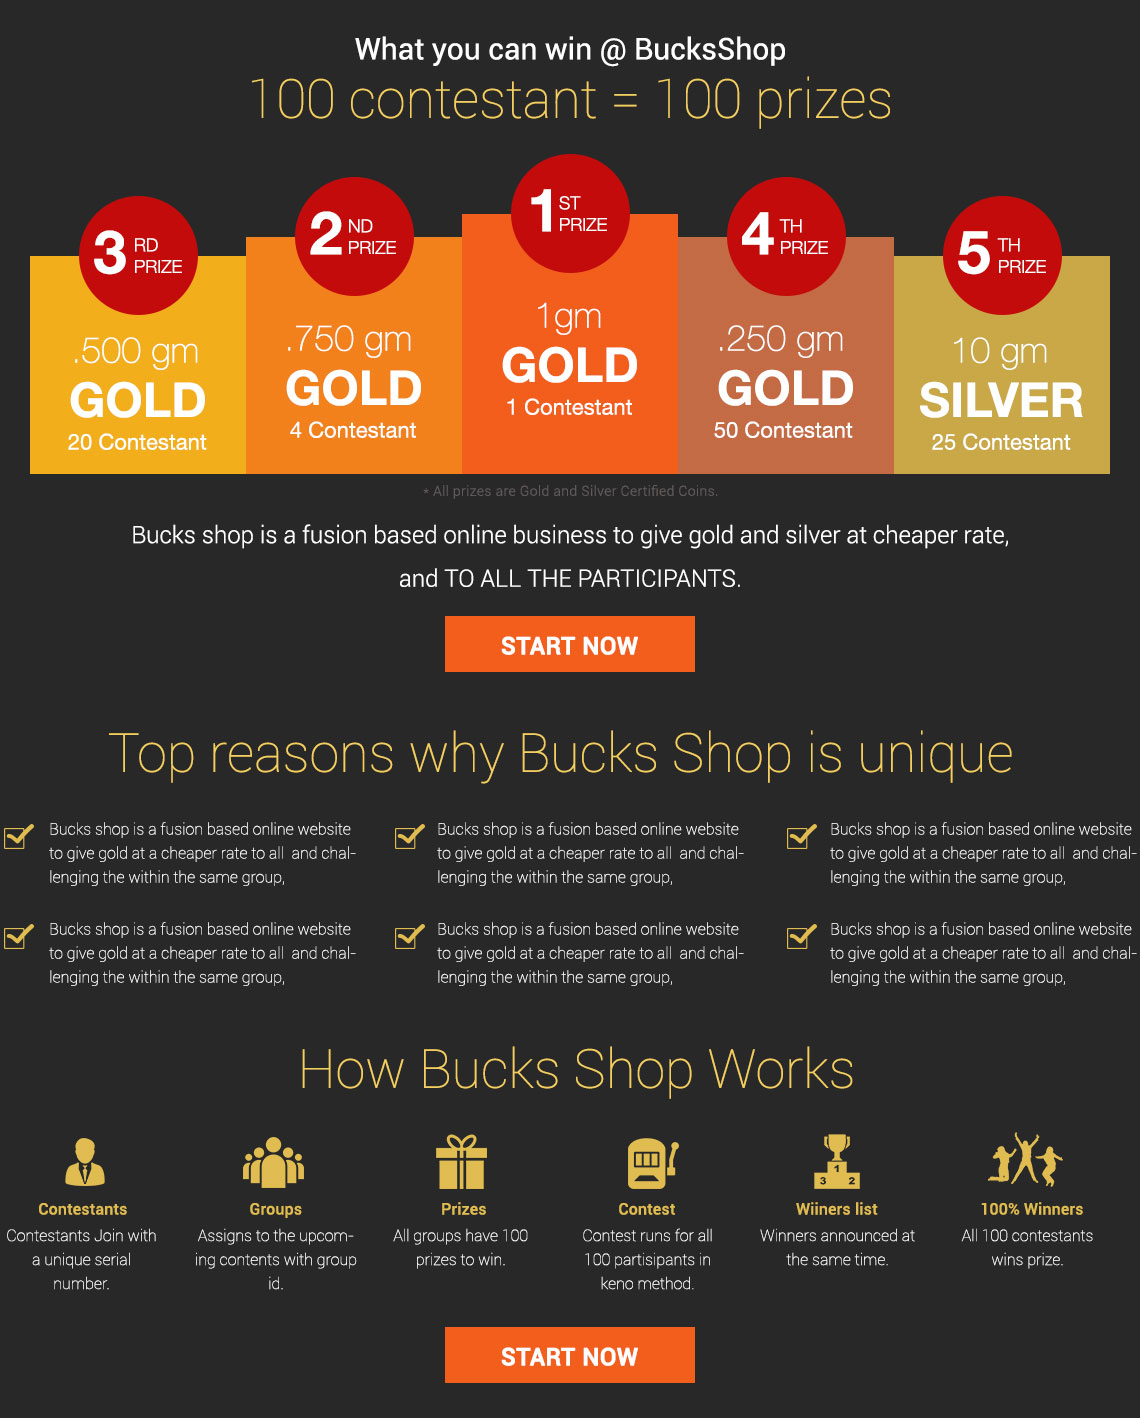 What you can win @ BucksShop
100 contestant = 100 prizes
3 RD PRIZE
.500 gm
GOLD
20 Contestant
2 ND PRIZE
.750 gm
GOLD
4 Contestant
1 ST PRIZE
1gm
GOLD
1 Contestant
4 TH PRIZE
.250 gm
GOLD
50 Contestant
5 TH PRIZE
10 gm
SILVER
25 Contestant
* All prizes are Gold and Silver Certified Coins.
Bucks shop is a fusion based online business to give gold and silver at cheaper rate,
and TO ALL THE PARTICIPANTS.
START NOW
Top reasons why Bucks Shop is unique
Bucks shop is a fusion based online website
to give gold at a cheaper rate to all and chal-
lenging the within the same group,
Bucks shop is a fusion based online website
to give gold at a cheaper rate to all and chal-
lenging the within the same group,
Bucks shop is a fusion based online website
to give gold at a cheaper rate to all and chal-
lenging the within the same group,
Bucks shop is a fusion based online website
to give gold at a cheaper rate to all and chal-
lenging the within the same group,
Bucks shop is a fusion based online website
to give gold at a cheaper rate to all and chal-
lenging the within the same group,
Bucks shop is a fusion based online website
to give gold at a cheaper rate to all and chal-
lenging the within the same group,
How Bucks Shop Works
Contestants
Contestants Join with
a unique serial
number.
Groups
Assigns to the upcom-
ing contents with group
id.
Prizes
All groups have 100
prizes to win.
Contest
Contest runs for all
100 partisipants in
keno method.
1
3 2
Wiiners list
Winners announced at
the same time.
100% Winners
All 100 contestants
wins prize.
START NOW